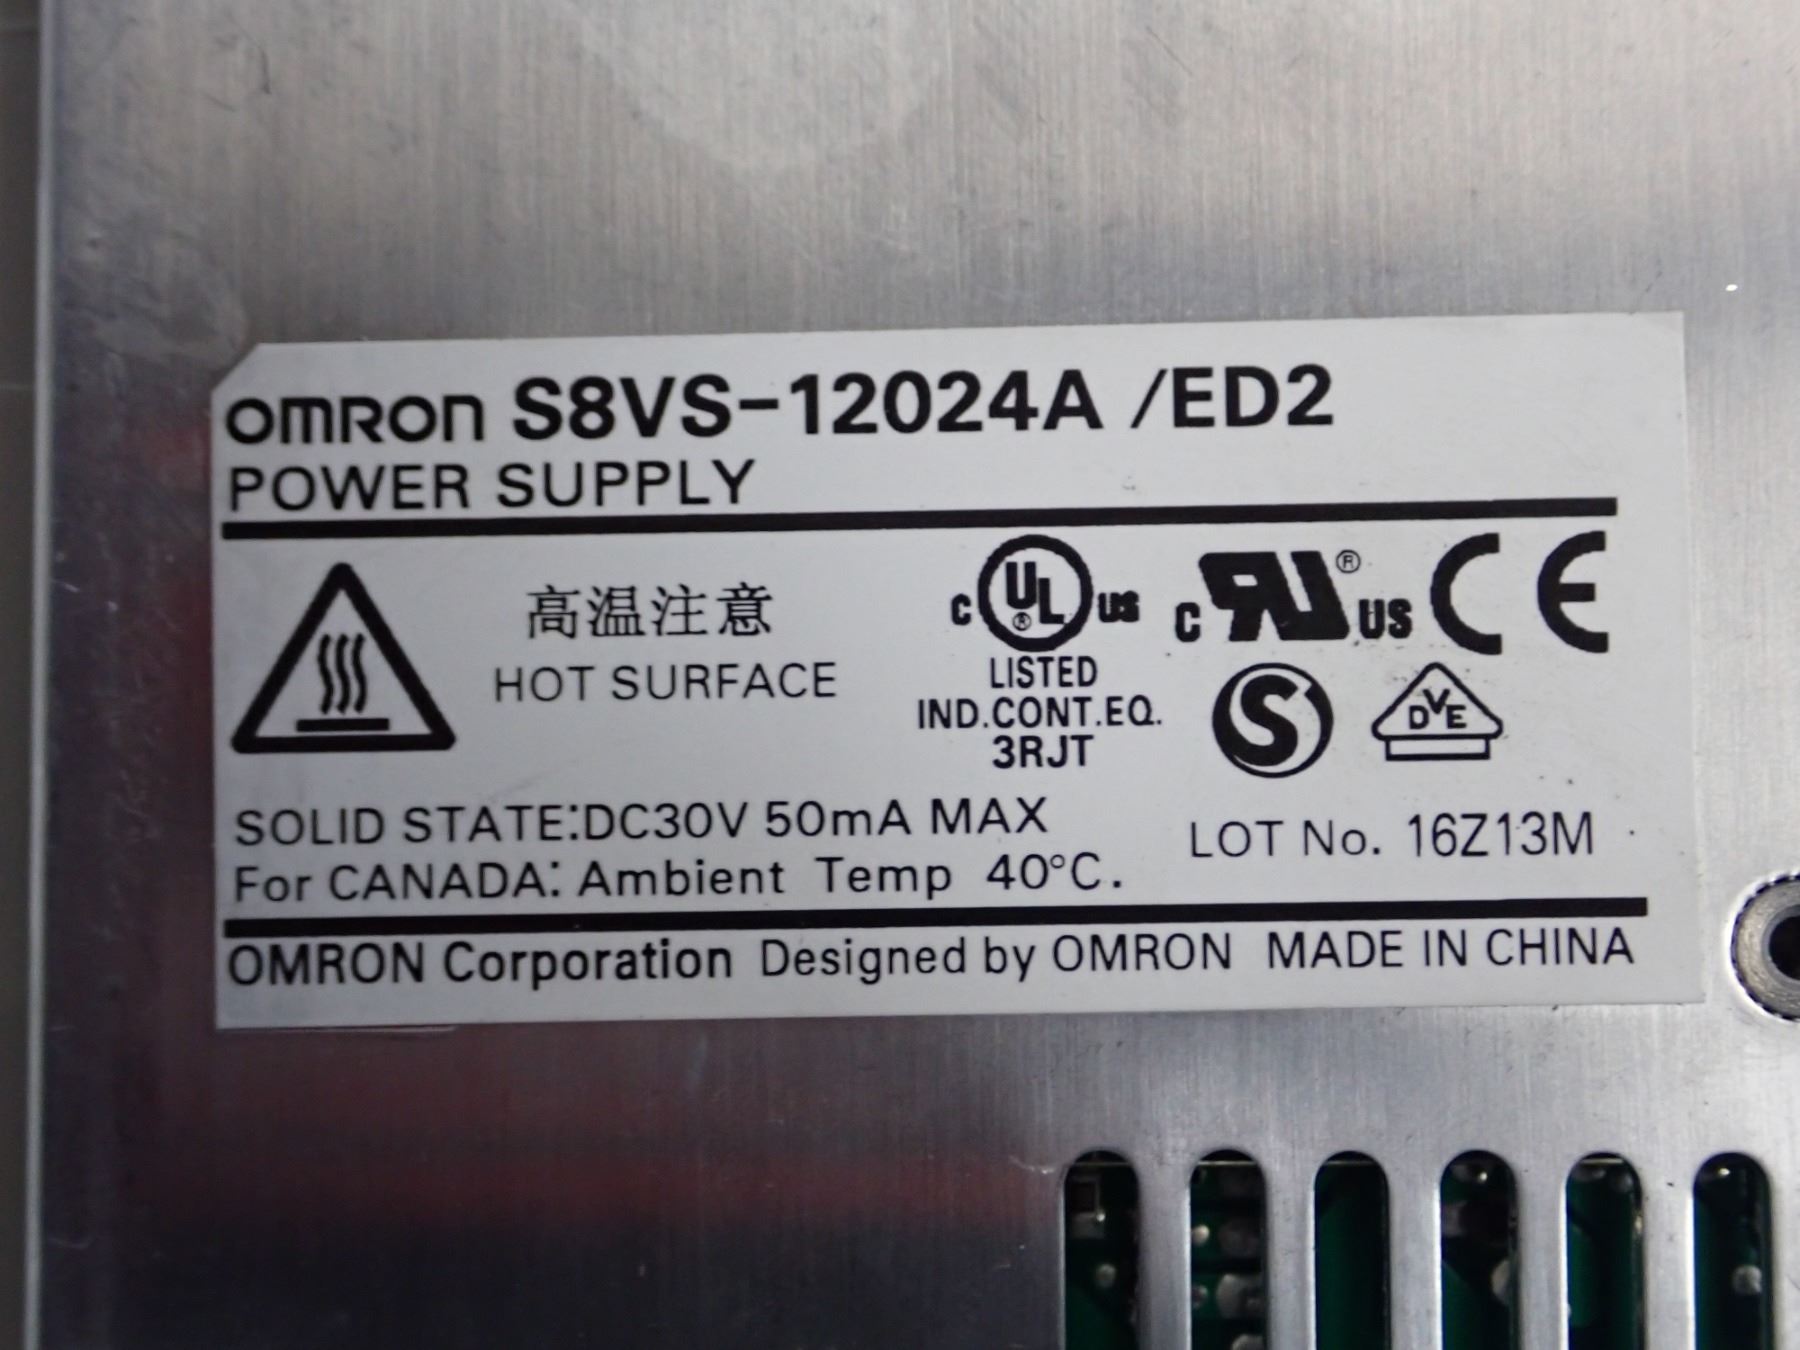 OMRON S8VS-12024A /ED2
POWER SUPPLY
高温注意
HOT SURFACE
C UL ® US
LISTED
IND.CONT.EQ.
3RJT
C RU ® US
CE
S
DVE
SOLID STATE:DC30V 50mA MAX
For CANADA: Ambient Temp 40°C.
LOT No. 16Z13M
OMRON Corporation Designed by OMRON MADE IN CHINA